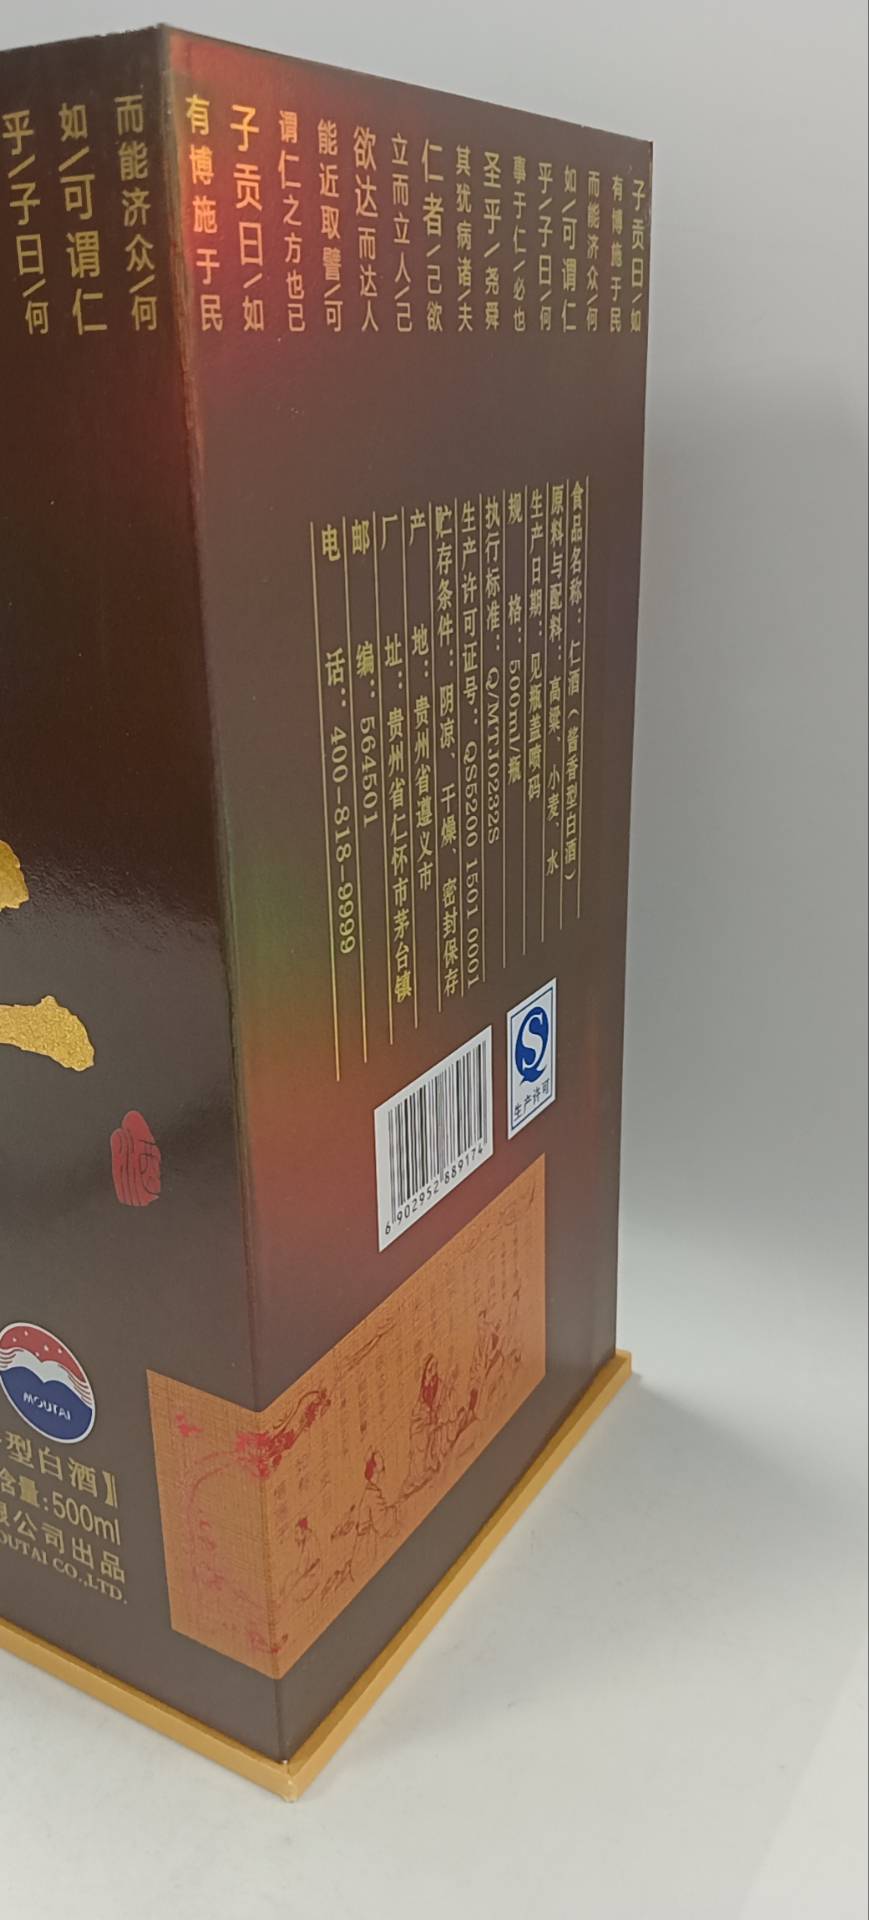 子贡曰\如
有博施于民
而能济众\何
如\可谓仁
乎\子曰\何
事于仁\必也
圣乎\尧舜
其犹病诸\夫
仁者\己欲
立而立人\己
欲达而达人
能近取譬\可
谓仁之方也已
子贡曰\如
有博施于民
而能济众\何
如\可谓仁
乎\子曰\何
食品名称：仁酒（酱香型白酒）
原料与配料：高粱、小麦、水
生产日期：见瓶盖喷码
规格：500ml/瓶
执行标准：Q/MTJ0232S
生产许可证号：QS5200 1501 0001
贮存条件：阴凉、干燥、密封保存
产地：贵州省遵义市
厂址：贵州省仁怀市茅台镇
邮编：564501
电话：400-818-9999
生产许可
6 902952 889174
酒
MOUTAI
型白酒】
含量:500ml
限公司出品
OUTAI CO.,LTD.